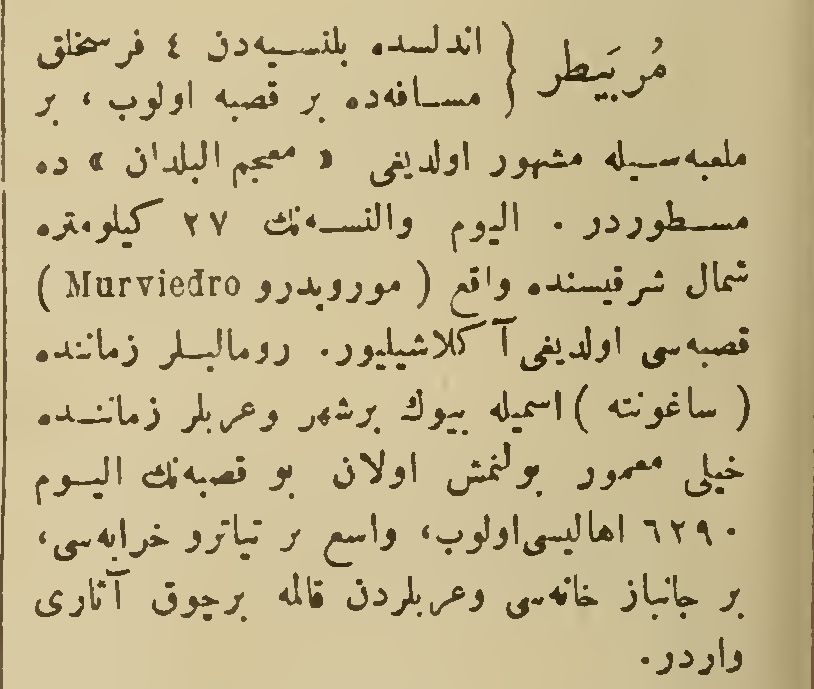 مُربَيطر { اندلسده بلنسیه‌دن ٤ فرسخلق
مسافه‌ده بر قصبه اولوب ، بر
ملعبه‌سیله مشهور اولدیغی « معجم البلدان » ده
مسطوردر . الیوم والنسه‌نك ٢٧ کیلومتره
شمال شرقیسنده واقع ( موروبدرو Murviedro )
قصبه‌سی اولدیغی آ کلاشیلیور. رومالیلر زماننده
( ساغونته ) اسمیله بیوك برشهر وعربلر زماننده
خیلی معمور بولنمش اولان بو قصبه‌نك الیوم
٦٢٩٠ اهالیسی اولوب، واسع بر تیاترو خرابه‌سی،
بر جانباز خانه‌سی وعربلردن قالمه برچوق آثاری
واردر.